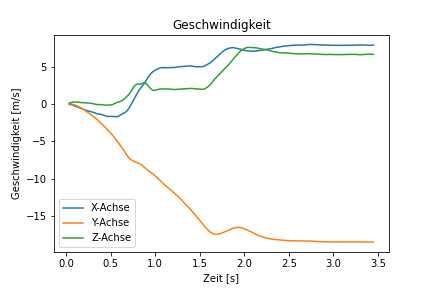 Geschwindigkeit
Geschwindigkeit [m/s]
5
0
−5
−10
−15
X-Achse
Y-Achse
Z-Achse
0.0 0.5 1.0 1.5 2.0 2.5 3.0 3.5
Zeit [s]